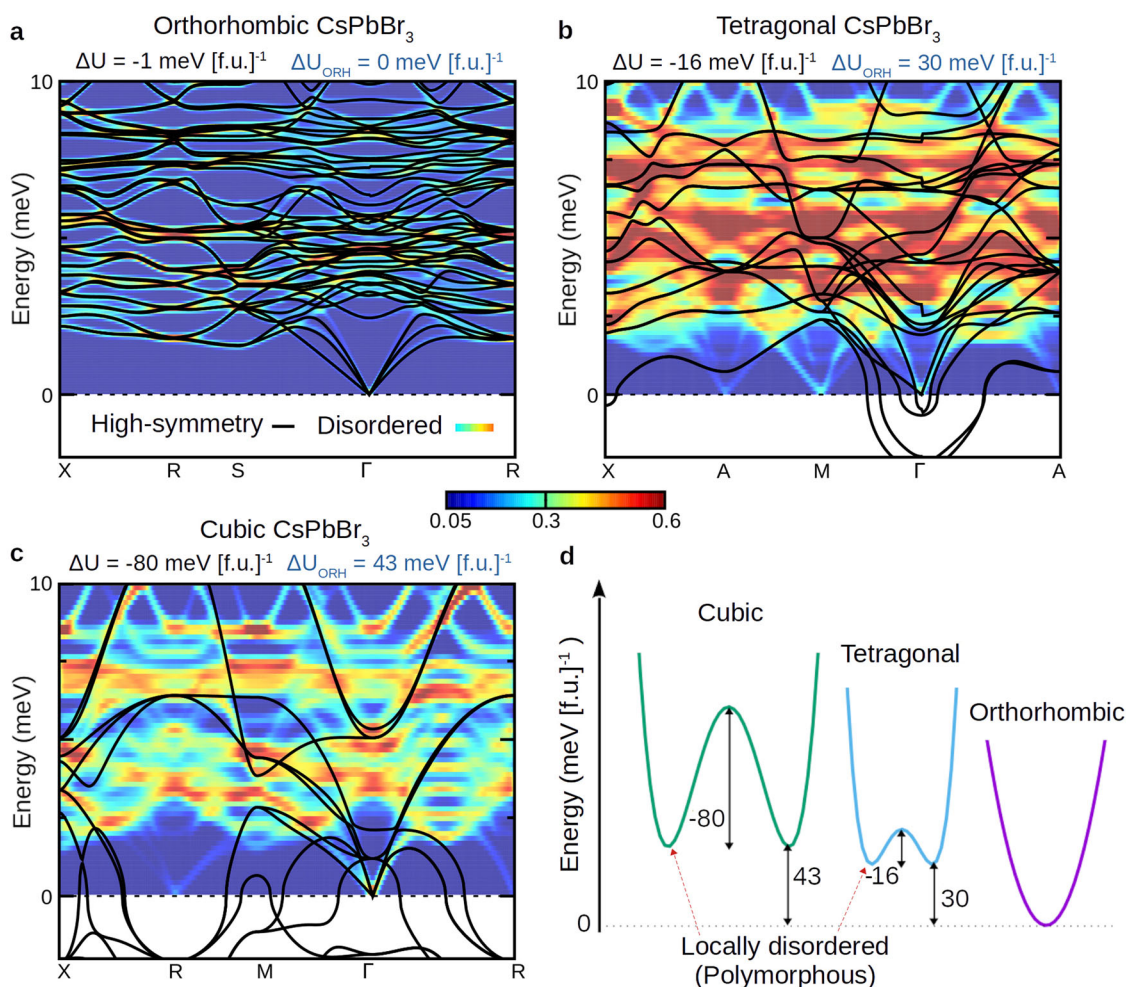 a
Orthorhombic CsPbBr3
ΔU = -1 meV [f.u.]-1 ΔUORH = 0 meV [f.u.]-1
10
Energy (meV)
0
High-symmetry Disordered
X R S Γ R
b
Tetragonal CsPbBr3
ΔU = -16 meV [f.u.]-1 ΔUORH = 30 meV [f.u.]-1
10
Energy (meV)
0
X A M Γ A
0.05 0.3 0.6
c
Cubic CsPbBr3
ΔU = -80 meV [f.u.]-1 ΔUORH = 43 meV [f.u.]-1
10
Energy (meV)
0
X R M Γ R
d
Energy (meV [f.u.]-1)
Cubic
Tetragonal
Orthorhombic
-80
43
-16
30
0
Locally disordered
(Polymorphous)